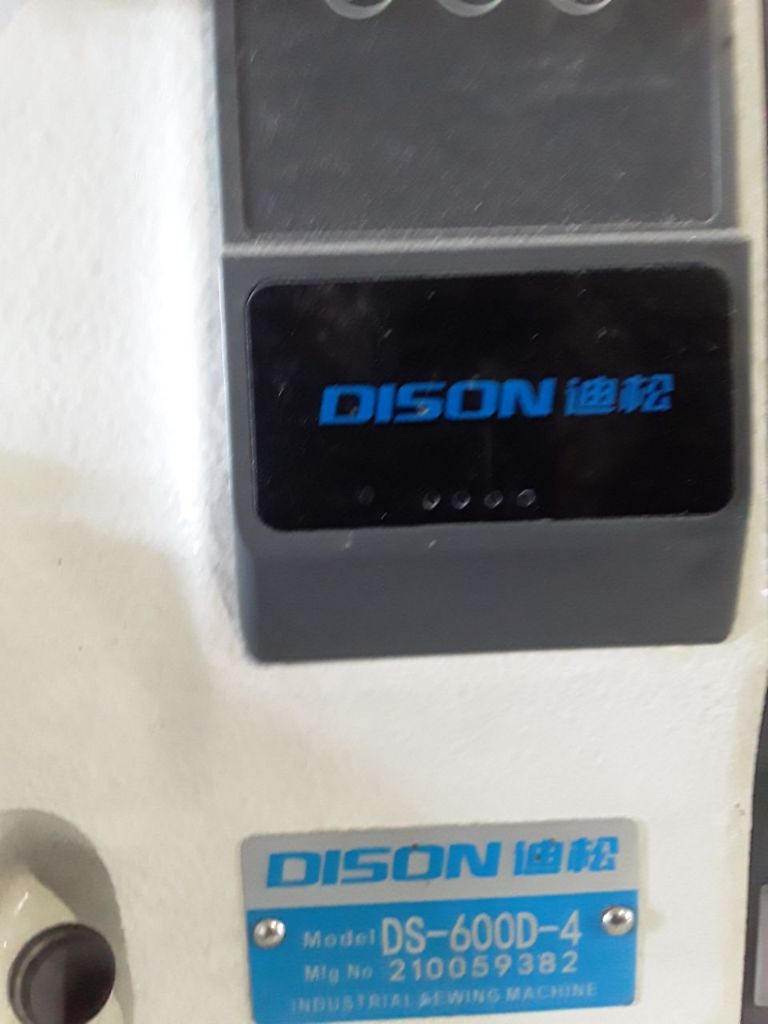 DISON 迪松
DISON 迪松
Model DS-600D-4
Mfg No 210059382
INDUSTRIAL SEWING MACHINE